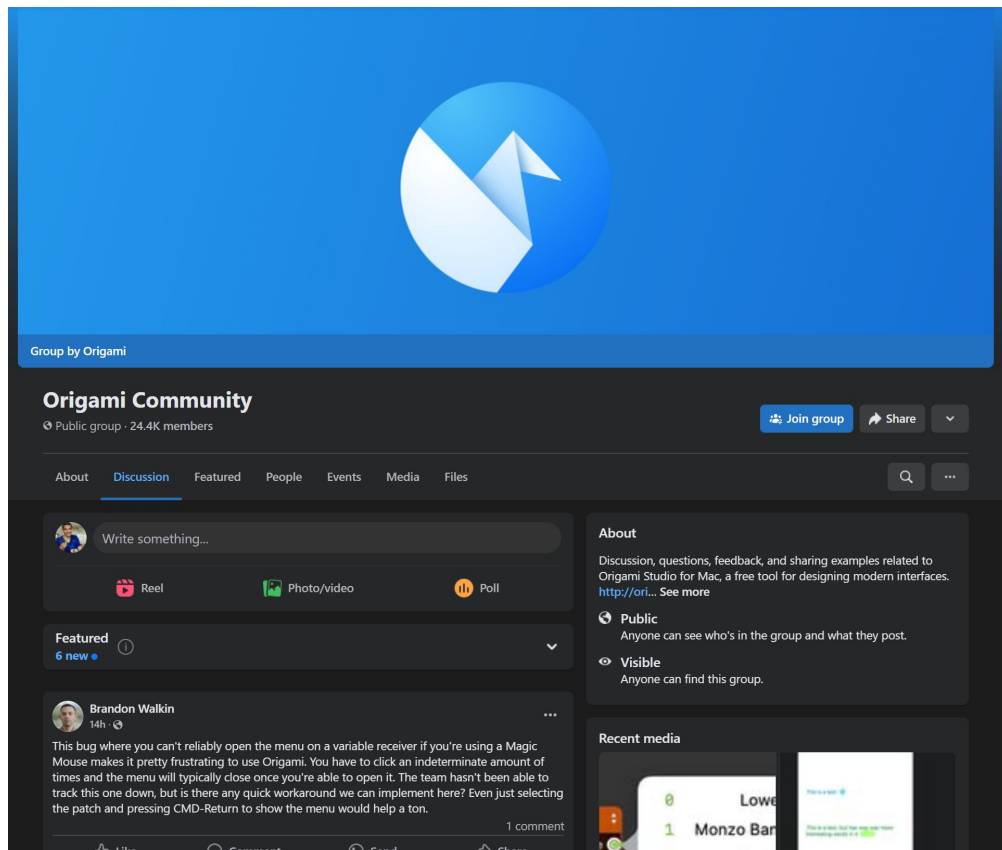 Group by Origami
Origami Community
Public group · 24.4K members
Join group
Share
About
Discussion
Featured
People
Events
Media
Files
Write something...
Reel
Photo/video
Poll
Featured
6 new
Brandon Walkin
14h ·
This bug where you can't reliably open the menu on a variable receiver if you're using a Magic
Mouse makes it pretty frustrating to use Origami. You have to click an indeterminate amount of
times and the menu will typically close once you're able to open it. The team hasn't been able to
track this one down, but is there any quick workaround we can implement here? Even just selecting
the patch and pressing CMD-Return to show the menu would help a ton.
1 comment
Like
Comment
Send
Share
About
Discussion, questions, feedback, and sharing examples related to
Origami Studio for Mac, a free tool for designing modern interfaces.
http://ori... See more
Public
Anyone can see who's in the group and what they post.
Visible
Anyone can find this group.
Recent media
0 Lowe
1 Monzo Bar
This is a test